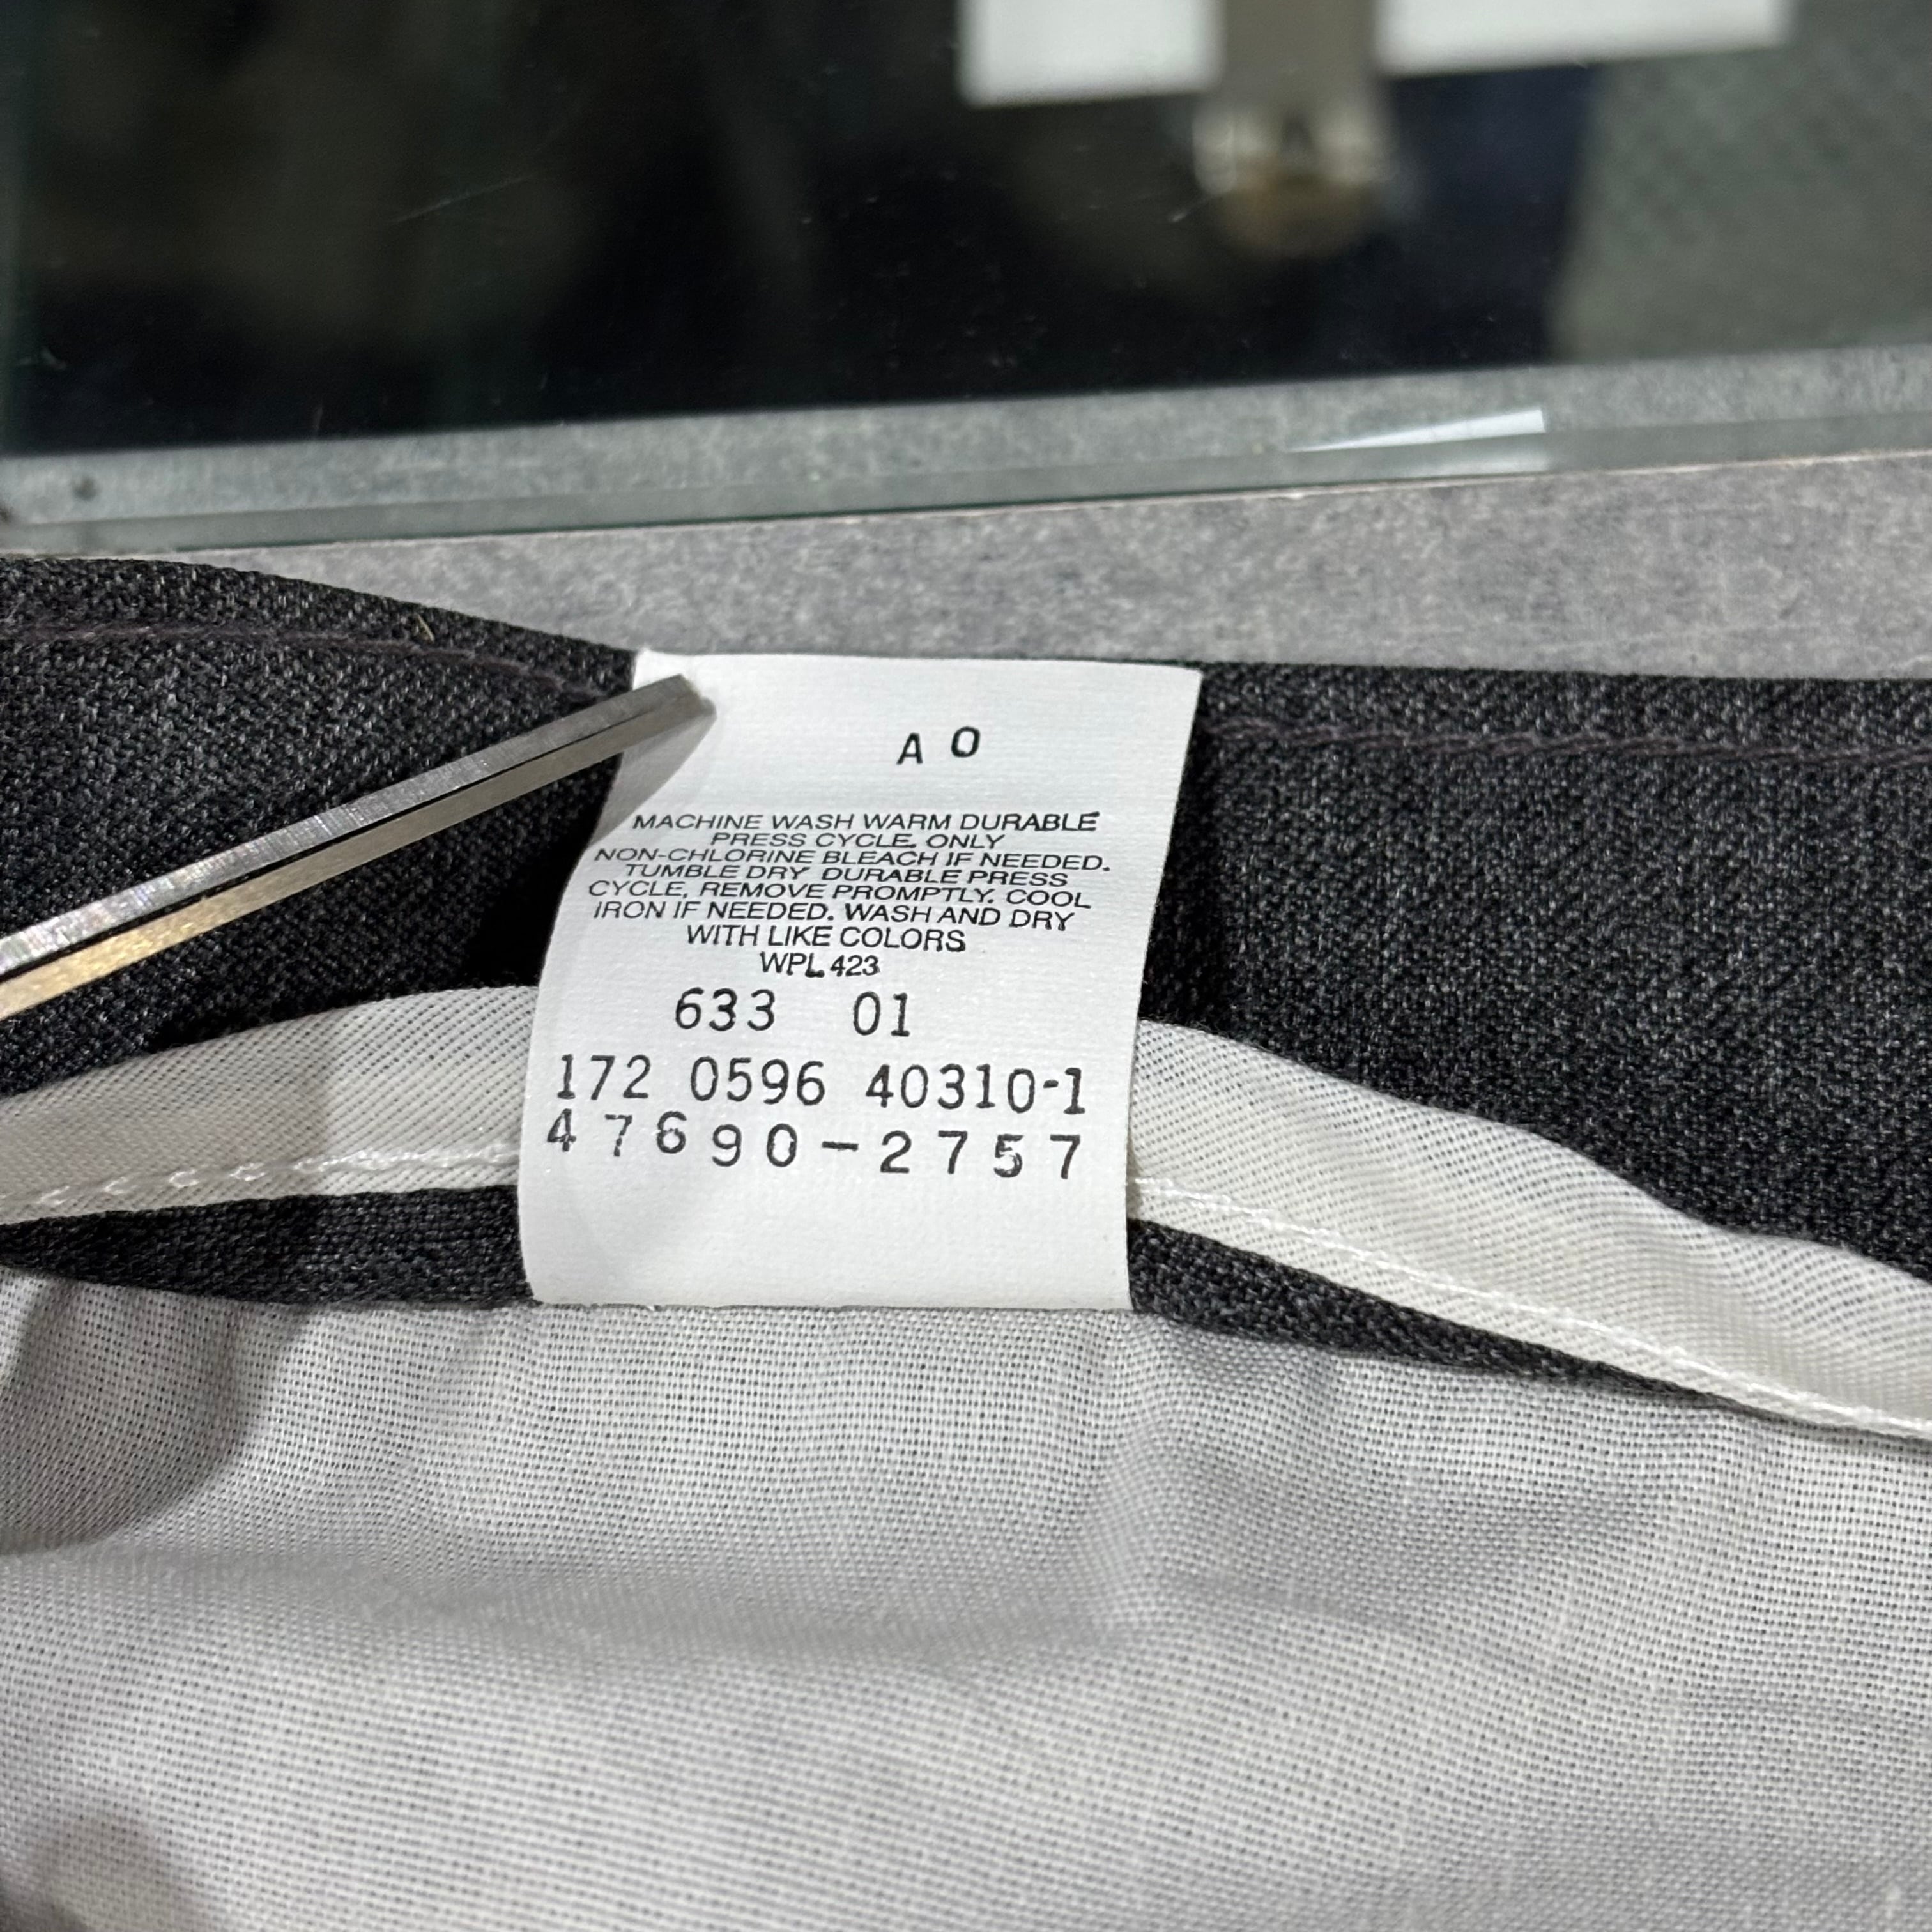 A O
MACHINE WASH WARM DURABLE
PRESS CYCLE, ONLY
NON-CHLORINE BLEACH IF NEEDED.
TUMBLE DRY DURABLE PRESS
CYCLE, REMOVE PROMPTLY. COOL
IRON IF NEEDED. WASH AND DRY
WITH LIKE COLORS
WPL 423
633 01
172 0596 40310-1
47690-2757